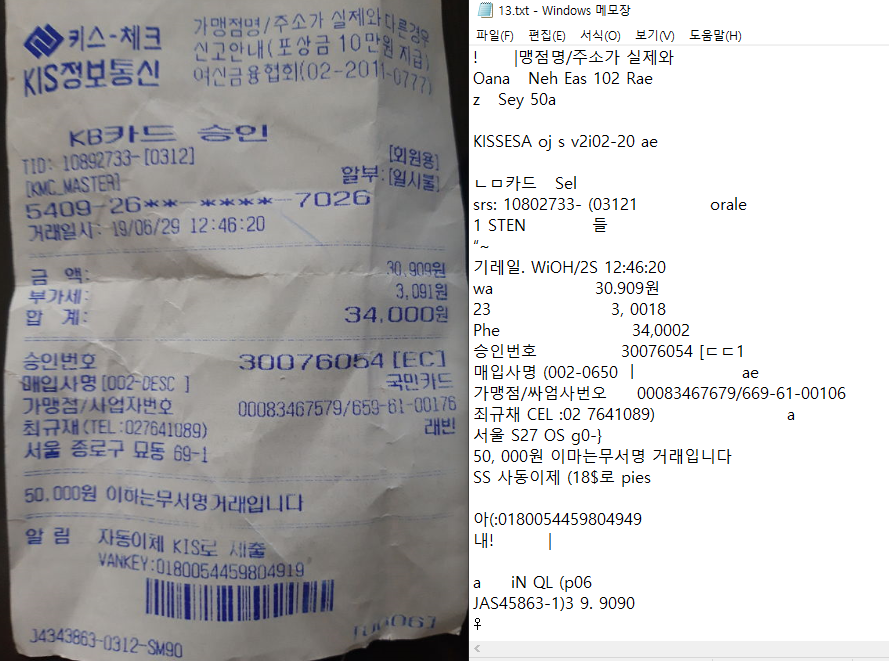 키스-체크
KIS정보통신
가맹점명/주소가 실제와 다른경우
신고안내(포상금 10만원 지급)
여신금융협회(02-2011-0777)
KB카드 승인
TID: 10892733-[0312] [회원용]
[KMC_MASTER] 할부:[일시불]
5409-26**-****-7026
거래일시: 19/06/29 12:46:20
금 액: 30,909원
부가세: 3,091원
합 계: 34,000원
승인번호 30076054[EC]
매입사명[002-DESC ] 국민카드
가맹점/사업자번호 00083467579/659-61-00176
최규재(TEL:027641089) 래빈
서울 종로구 묘동 69-1
50,000원 이하는무서명거래입니다
알 림 자동이체 KIS로 제출
VANKEY:0180054459804919
J4343863-0312-SM90
13.txt - Windows 메모장
파일(F) 편집(E) 서식(O) 보기(V) 도움말(H)
! |맹점명/주소가 실제와
Oana Neh Eas 102 Rae
z Sey 50a
KISSESA oj s v2i02-20 ae
ㄴㅁ카드 Sel
srs: 10802733- (03121 orale
1 STEN 들
“~
기레일. WiOH/2S 12:46:20
wa 30.909원
23 3, 0018
Phe 34,0002
승인번호 30076054 [ㄷㄷ1
매입사명 (002-0650 | ae
가맹점/싸업사번오 00083467679/669-61-00106
죄규채 CEL :02 7641089) a
서울 S27 OS g0-}
50, 000원 이마는무서명 거래입니다
SS 사동이제 (18$로 pies
아(:0180054459804949
내! |
a iN QL (p06
JAS45863-1)3 9. 9090
우